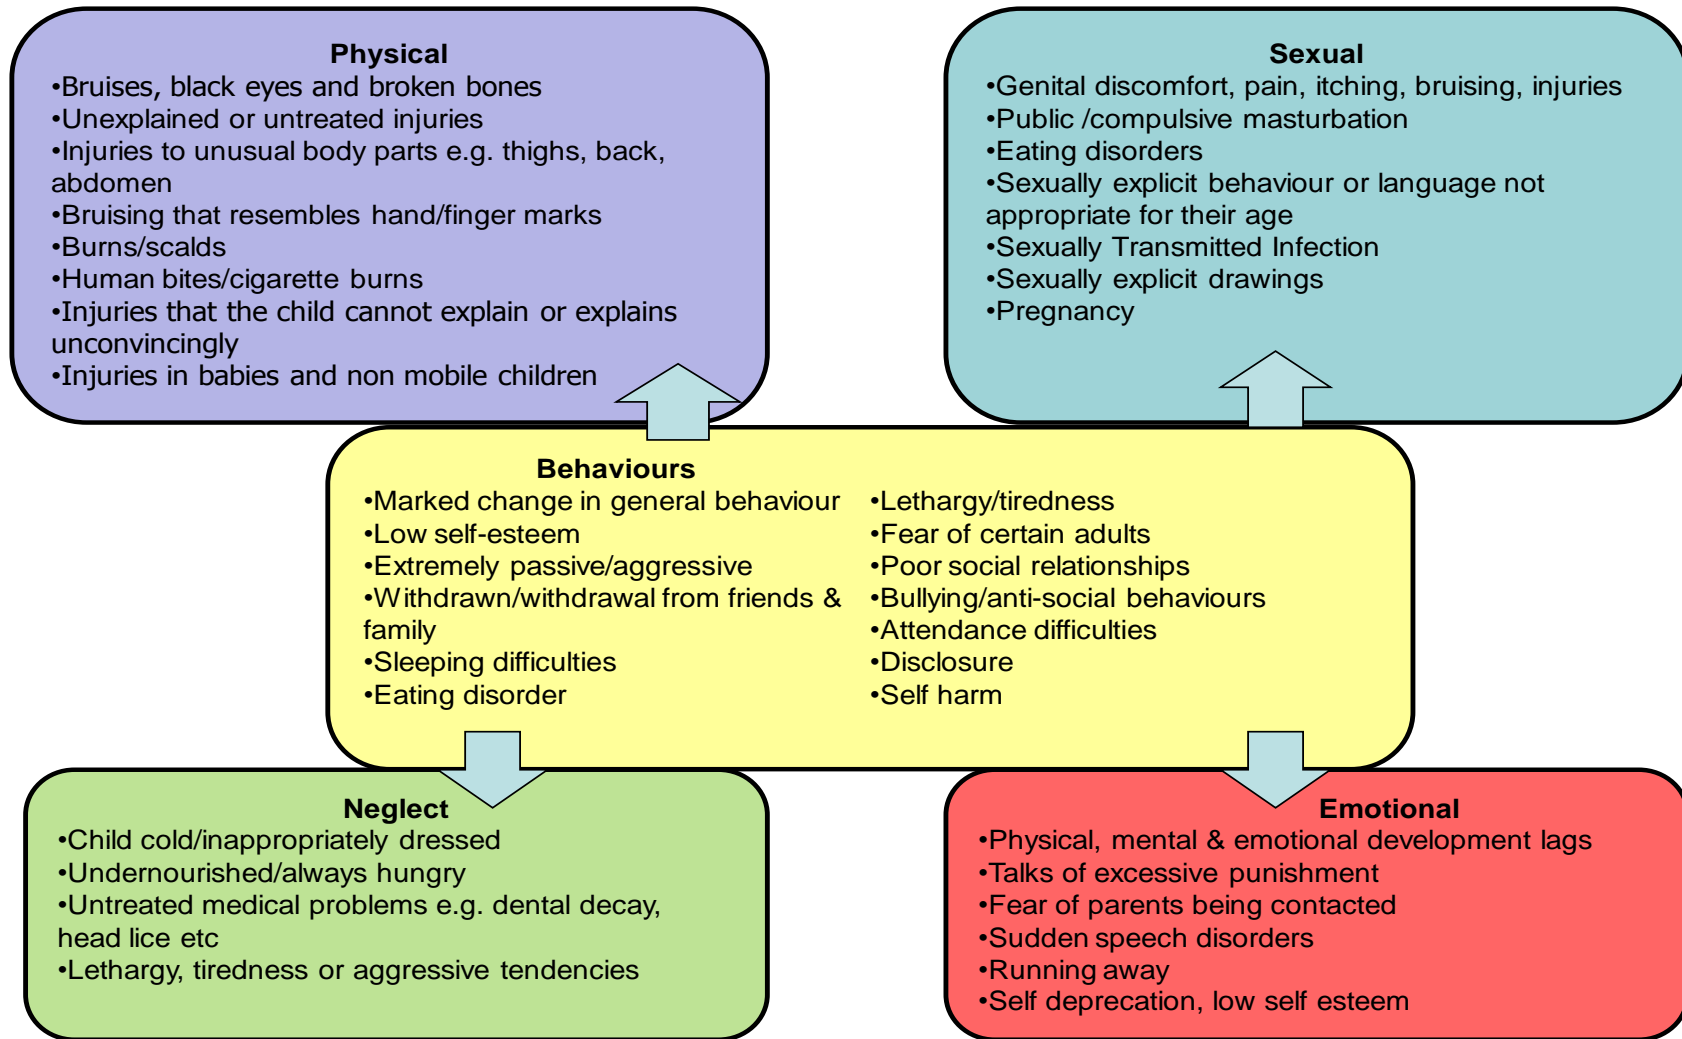 Physical
•Bruises, black eyes and broken bones
•Unexplained or untreated injuries
•Injuries to unusual body parts e.g. thighs, back,
abdomen
•Bruising that resembles hand/finger marks
•Burns/scalds
•Human bites/cigarette burns
•Injuries that the child cannot explain or explains
unconvincingly
•Injuries in babies and non mobile children
Sexual
•Genital discomfort, pain, itching, bruising, injuries
•Public /compulsive masturbation
•Eating disorders
•Sexually explicit behaviour or language not
appropriate for their age
•Sexually Transmitted Infection
•Sexually explicit drawings
•Pregnancy
Behaviours
•Marked change in general behaviour
•Low self-esteem
•Extremely passive/aggressive
•Withdrawn/withdrawal from friends &
family
•Sleeping difficulties
•Eating disorder
•Lethargy/tiredness
•Fear of certain adults
•Poor social relationships
•Bullying/anti-social behaviours
•Attendance difficulties
•Disclosure
•Self harm
Neglect
•Child cold/inappropriately dressed
•Undernourished/always hungry
•Untreated medical problems e.g. dental decay,
head lice etc
•Lethargy, tiredness or aggressive tendencies
Emotional
•Physical, mental & emotional development lags
•Talks of excessive punishment
•Fear of parents being contacted
•Sudden speech disorders
•Running away
•Self deprecation, low self esteem